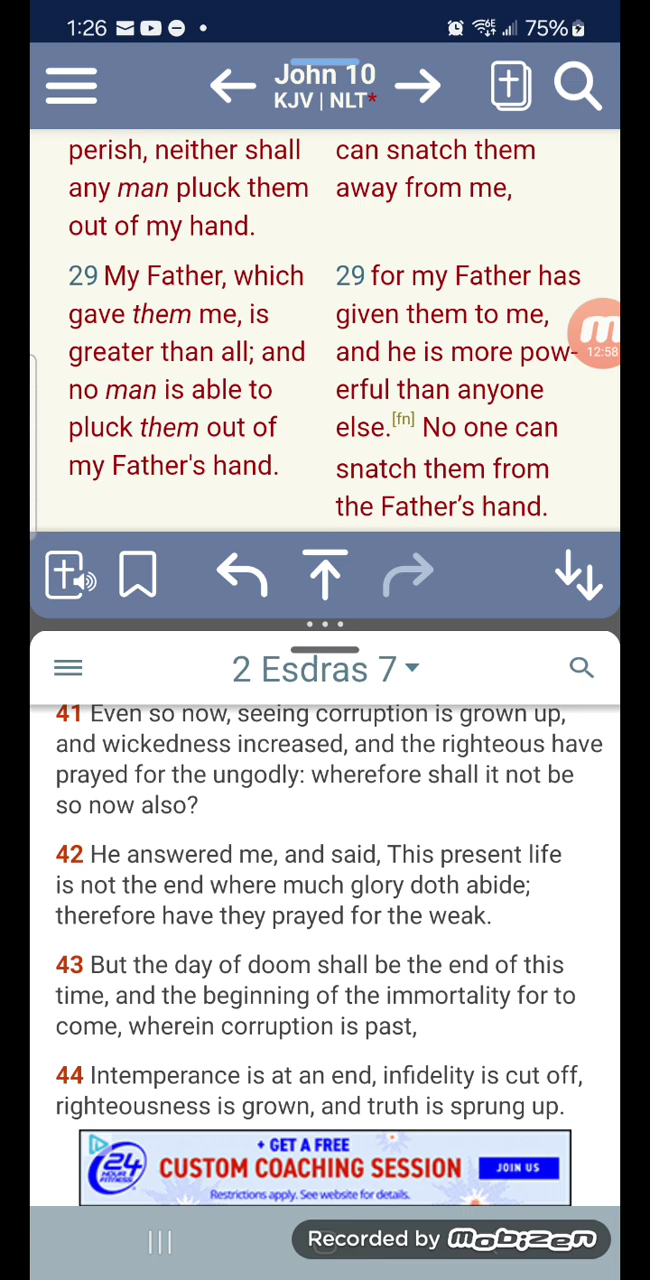 1:26
6E
75%
John 10
KJV | NLT*
perish, neither shall
any man pluck them
out of my hand.
29 My Father, which
gave them me, is
greater than all; and
no man is able to
pluck them out of
my Father's hand.
can snatch them
away from me,
29 for my Father has
given them to me,
and he is more pow-
erful than anyone
else.[fn] No one can
snatch them from
the Father’s hand.
m
12:58
2 Esdras 7
41 Even so now, seeing corruption is grown up,
and wickedness increased, and the righteous have
prayed for the ungodly: wherefore shall it not be
so now also?
42 He answered me, and said, This present life
is not the end where much glory doth abide;
therefore have they prayed for the weak.
43 But the day of doom shall be the end of this
time, and the beginning of the immortality for to
come, wherein corruption is past,
44 Intemperance is at an end, infidelity is cut off,
righteousness is grown, and truth is sprung up.
24
HOUR
FITNESS
+ GET A FREE
CUSTOM COACHING SESSION
Restrictions apply. See website for details.
JOIN US
Recorded by mobizen